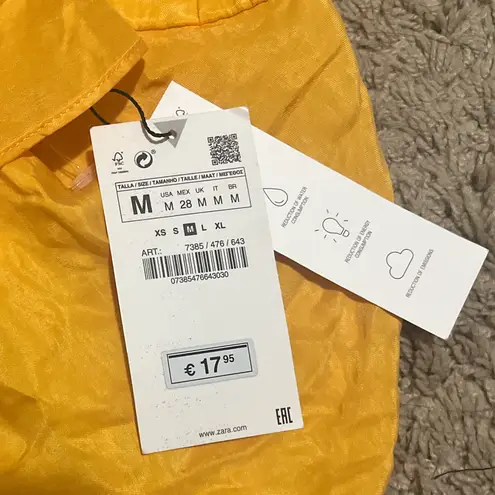 FSC
TALLA / SIZE / TAMANHO / TAILLE / MAAT / ΜΕΓΕΘΟΣ
M
USA MEX UK IT BR
M 28 M M M
XS S M L XL
ART.: 7385 / 476 / 643
07385476643030
€ 17 95
www.zara.com
EAC
REDUCTION OF WATER
CONSUMPTION
REDUCTION OF ENERGY
CONSUMPTION
REDUCTION OF EMISSIONS